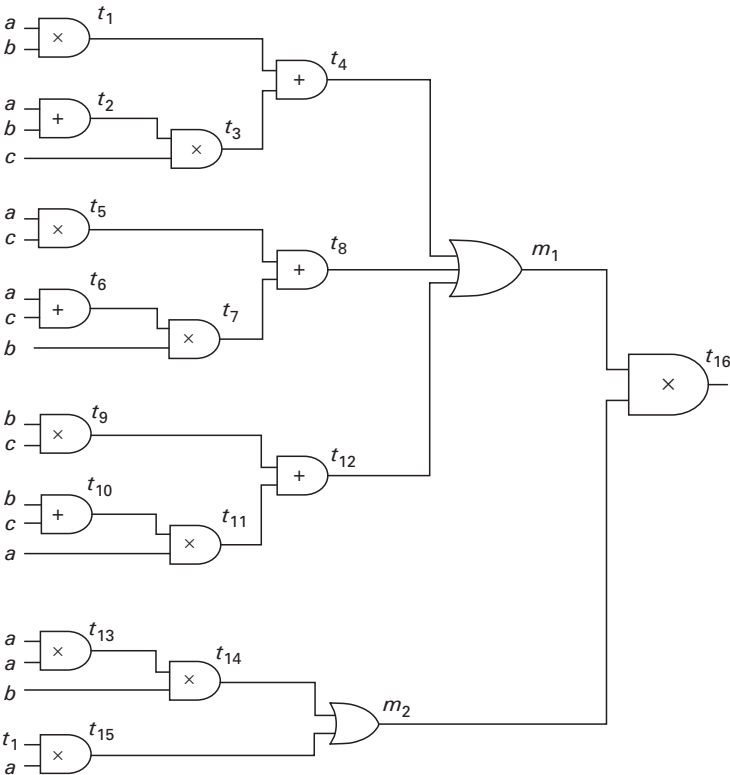 a
b
×
t1
+
t4
a
b
+
t2
c
×
t3
a
c
×
t5
+
t8
m1
a
c
+
t6
b
×
t7
×
t16
b
c
×
t9
+
t12
b
c
+
t10
a
×
t11
a
a
×
t13
b
×
t14
m2
t1
a
×
t15